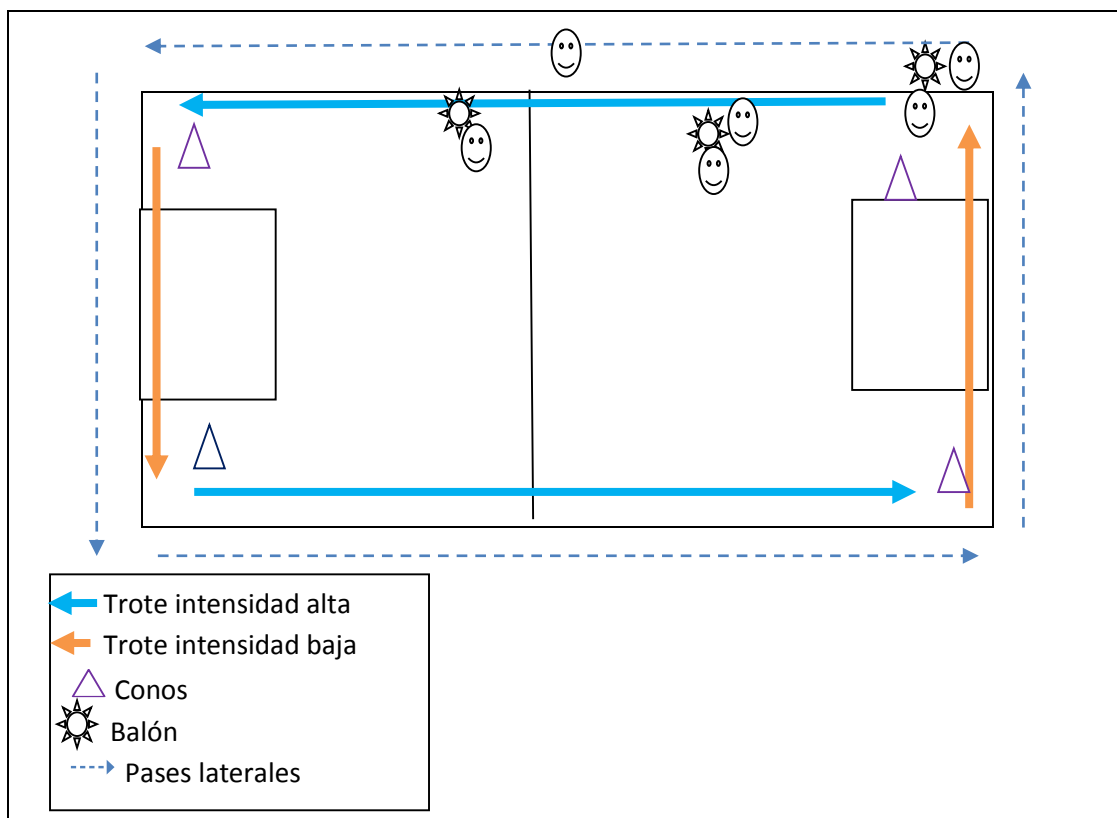 Trote intensidad alta
Trote intensidad baja
Conos
Balón
Pases laterales